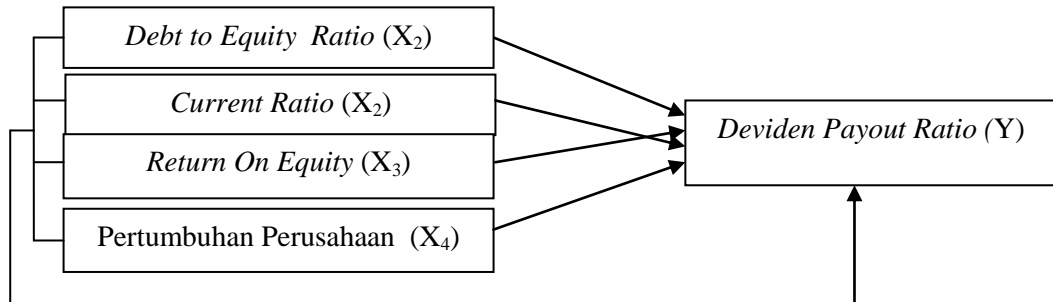 Debt to Equity Ratio (X₂)
Current Ratio (X₂)
Return On Equity (X₃)
Pertumbuhan Perusahaan (X₄)
Deviden Payout Ratio (Y)